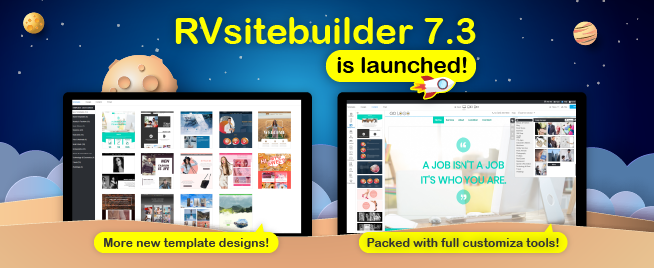 RVsitebuilder 7.3
is launched!
A JOB ISN'T A JOB
IT'S WHO YOU ARE.
More new template designs!
Packed with full customiza tools!